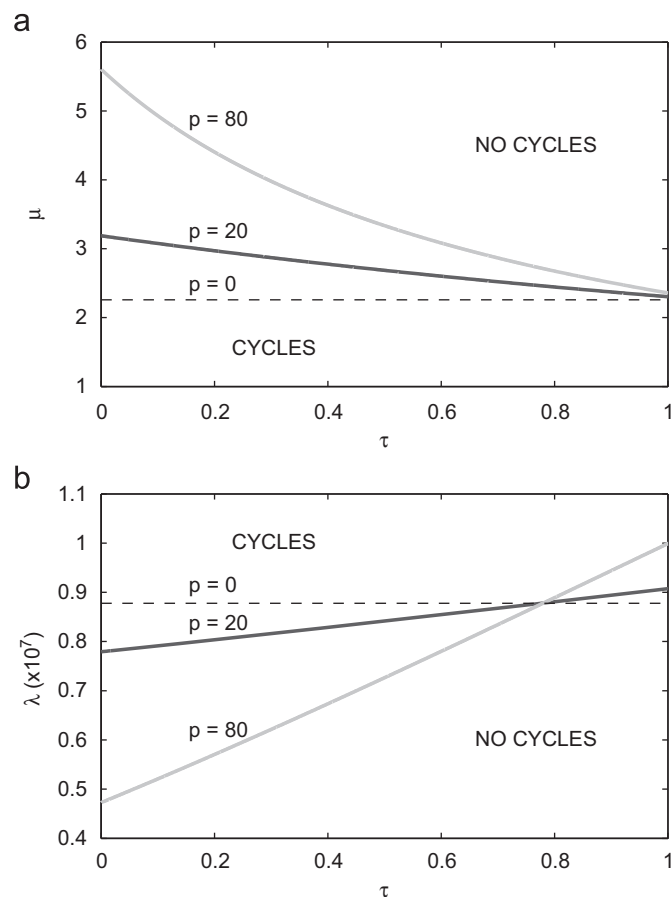 a
6
5
4
3
2
1
μ
p = 80
NO CYCLES
p = 20
p = 0
CYCLES
0 0.2 0.4 0.6 0.8 1
τ
b
1.1
1
0.9
0.8
0.7
0.6
0.5
0.4
λ (x10⁷)
CYCLES
p = 0
p = 20
p = 80
NO CYCLES
0 0.2 0.4 0.6 0.8 1
τ